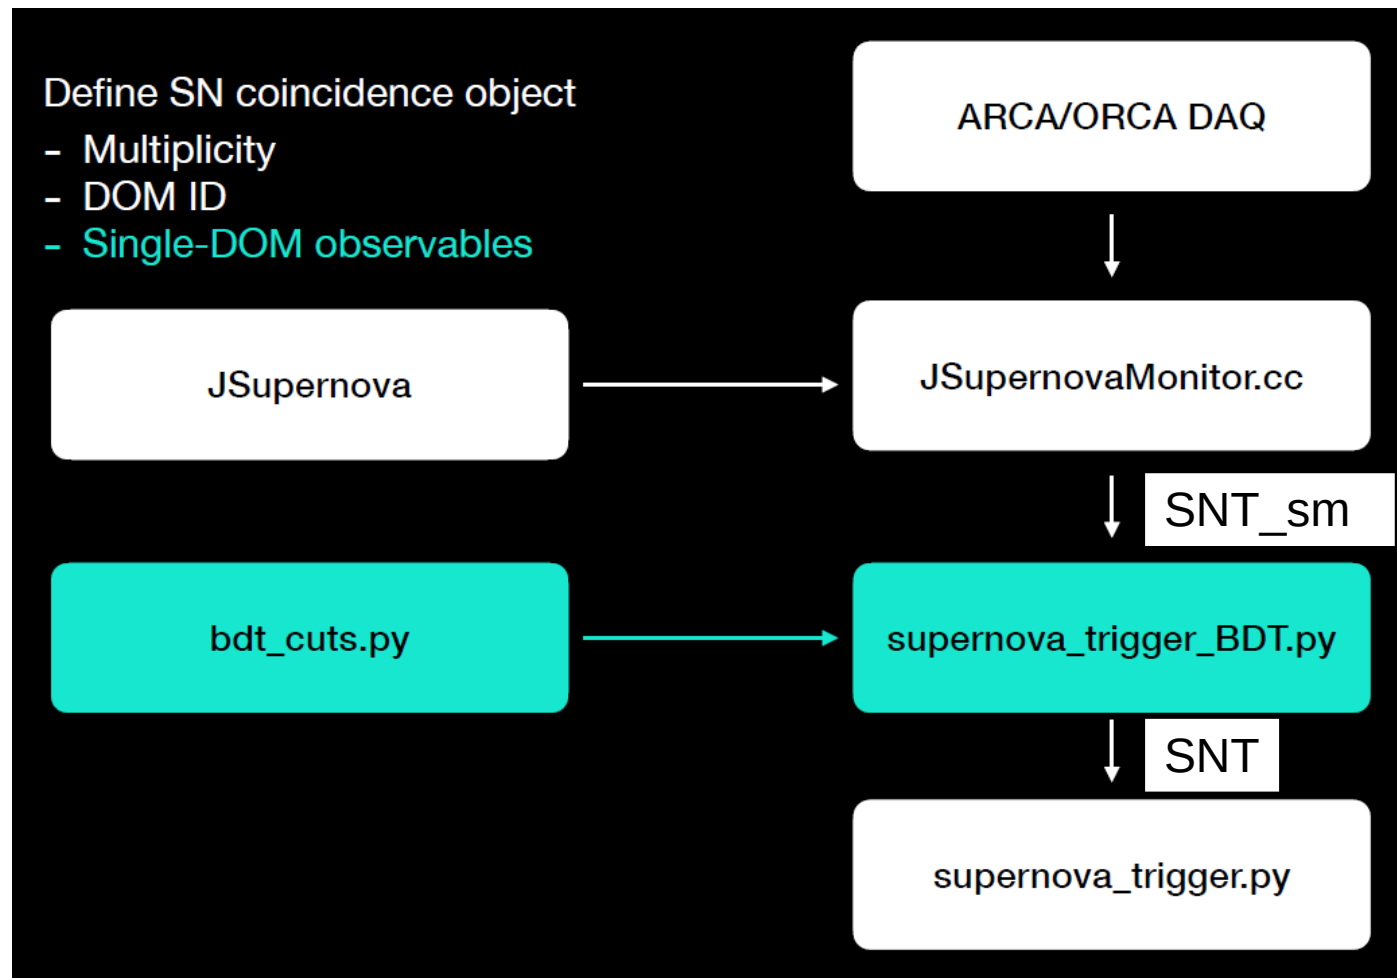 Define SN coincidence object
- Multiplicity
- DOM ID
- Single-DOM observables
ARCA/ORCA DAQ
JSupernova
JSupernovaMonitor.cc
SNT_sm
bdt_cuts.py
supernova_trigger_BDT.py
SNT
supernova_trigger.py